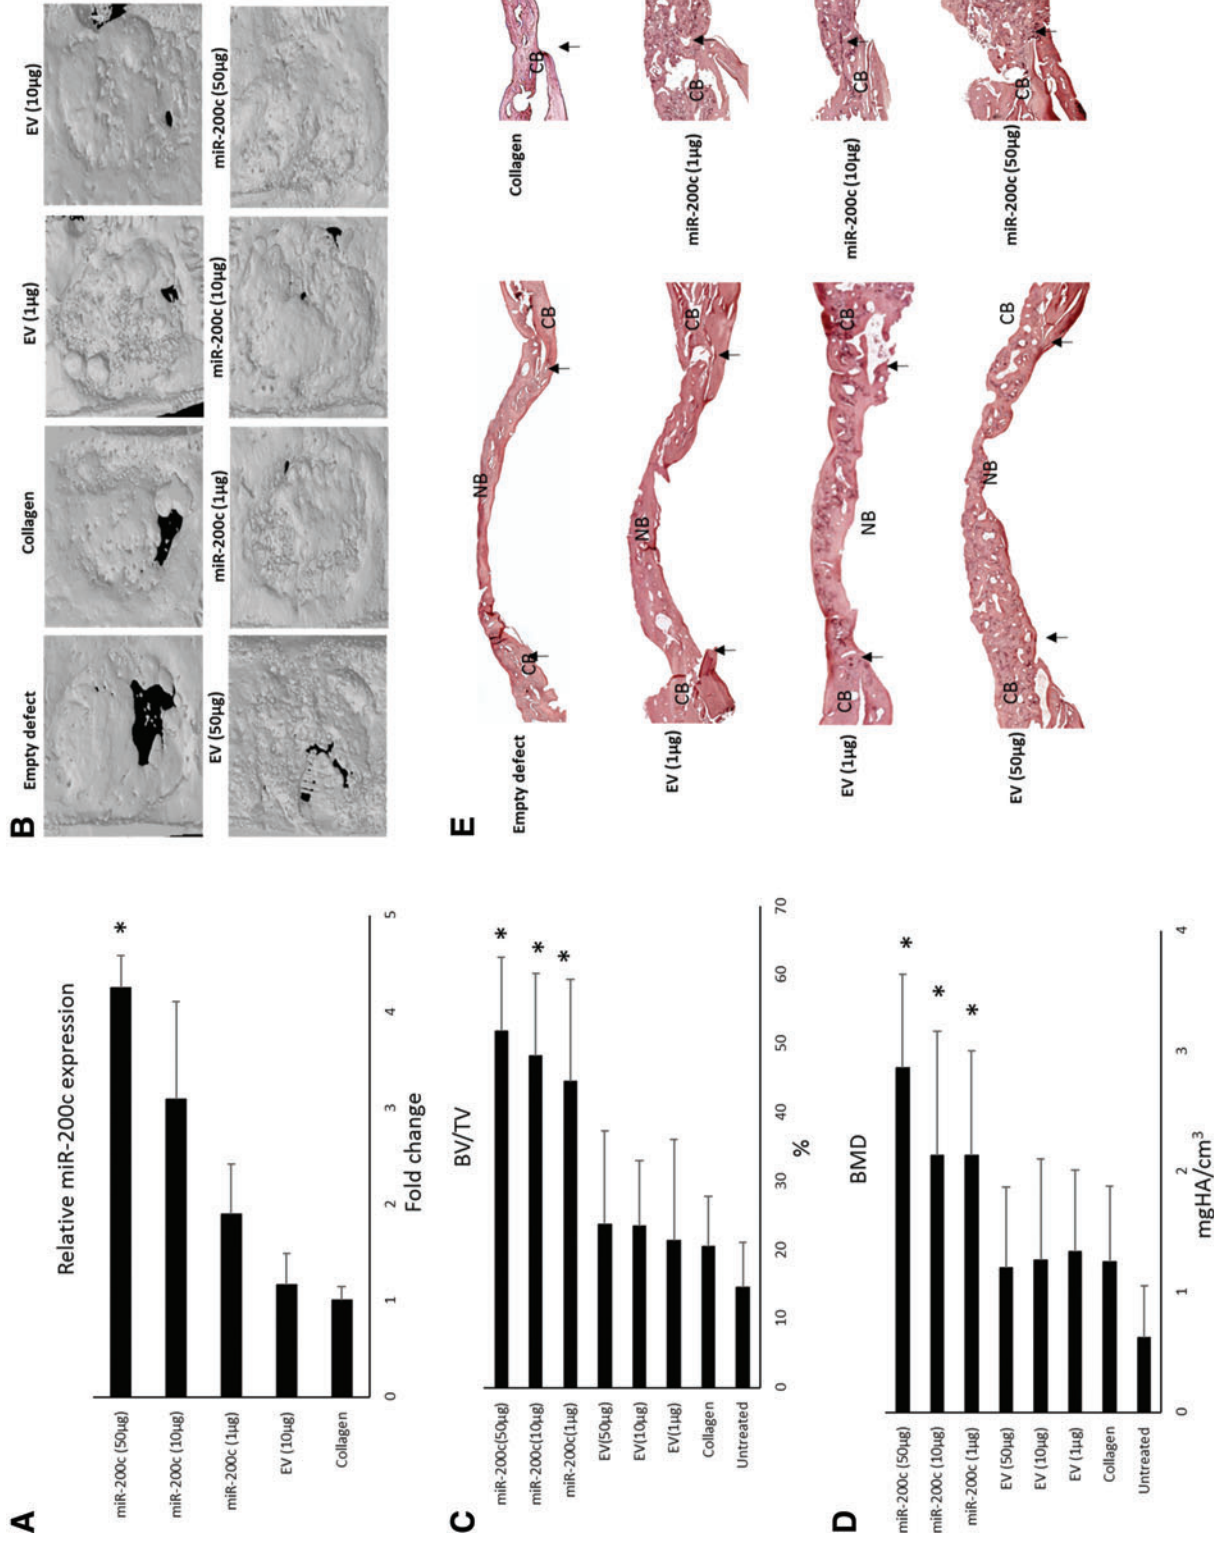 A
Relative miR-200c expression
miR-200c (50µg)
*
miR-200c (10µg)
miR-200c (1µg)
EV (10µg)
Collagen
0 1 2 3 4 5
Fold change
B
Empty defect
Collagen
EV (1µg)
EV (10µg)
EV (50µg)
miR-200c (1µg)
miR-200c (10µg)
miR-200c (50µg)
C
BV/TV
miR-200c(50µg)
*
miR-200c(10µg)
*
miR-200c(1µg)
*
EV(50µg)
EV(10µg)
EV(1µg)
Collagen
Untreated
0 10 20 30 40 50 60 70
%
D
BMD
miR-200c (50µg)
*
miR-200c (10µg)
*
miR-200c (1µg)
*
EV (50µg)
EV (10µg)
EV (1µg)
Collagen
Untreated
0 1 2 3 4
mgHA/cm³
E
Empty defect
CB
NB
CB
Collagen
CB
EV (1µg)
CB
NB
CB
miR-200c (1µg)
CB
EV (1µg)
CB
NB
CB
miR-200c (10µg)
CB
EV (50µg)
CB
NB
CB
miR-200c (50µg)
CB